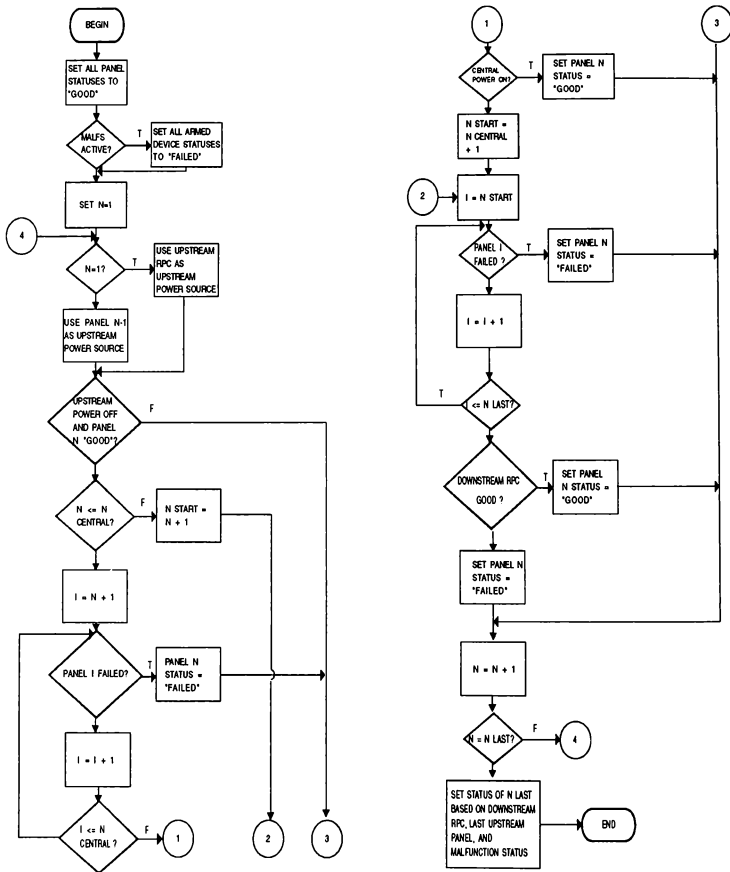 BEGIN
SET ALL PANEL
STATUSES TO
"GOOD"
MALFS
ACTIVE?
T
SET ALL ARMED
DEVICE STATUSES
TO "FAILED"
SET N=1
4
N=1?
T
USE UPSTREAM
RPC AS
UPSTREAM
POWER SOURCE
USE PANEL N-1
AS UPSTREAM
POWER SOURCE
UPSTREAM
POWER OFF
AND PANEL
N "GOOD"?
F
N <= N
CENTRAL?
F
N START =
N + 1
I = N + 1
PANEL I FAILED?
T
PANEL N
STATUS =
"FAILED"
I = I + 1
I <= N
CENTRAL ?
F
1
2
3
1
3
CENTRAL
POWER ON?
T
SET PANEL N
STATUS =
"GOOD"
N START =
N CENTRAL
+ 1
2
I = N START
PANEL I
FAILED ?
T
SET PANEL N
STATUS =
"FAILED"
I = I + 1
T
I <= N LAST?
DOWNSTREAM RPC
GOOD ?
T
SET PANEL
N STATUS =
"GOOD"
SET PANEL N
STATUS =
"FAILED"
N = N + 1
N = N LAST?
F
4
SET STATUS OF N LAST
BASED ON DOWNSTREAM
RPC, LAST UPSTREAM
PANEL, AND
MALFUNCTION STATUS
END